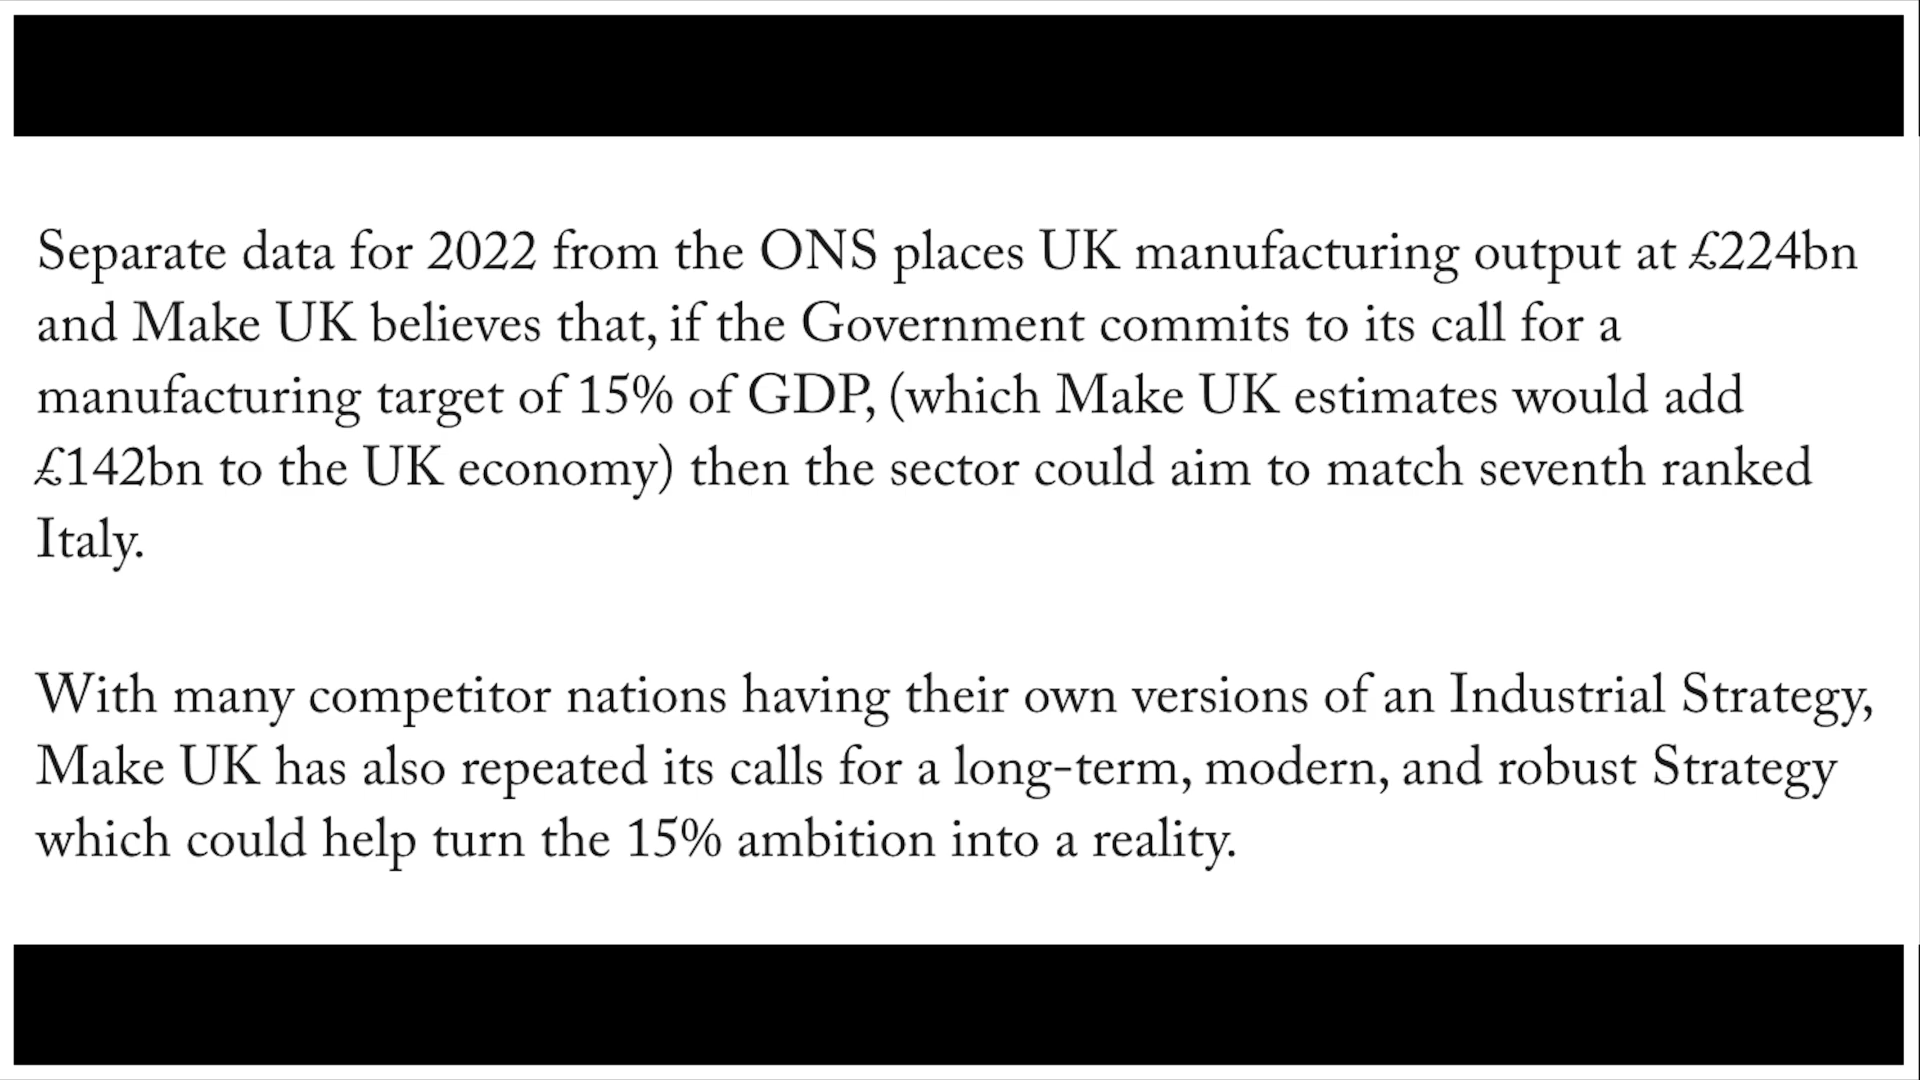 Separate data for 2022 from the ONS places UK manufacturing output at £224bn
and Make UK believes that, if the Government commits to its call for a
manufacturing target of 15% of GDP, (which Make UK estimates would add
£142bn to the UK economy) then the sector could aim to match seventh ranked
Italy.
With many competitor nations having their own versions of an Industrial Strategy,
Make UK has also repeated its calls for a long-term, modern, and robust Strategy
which could help turn the 15% ambition into a reality.